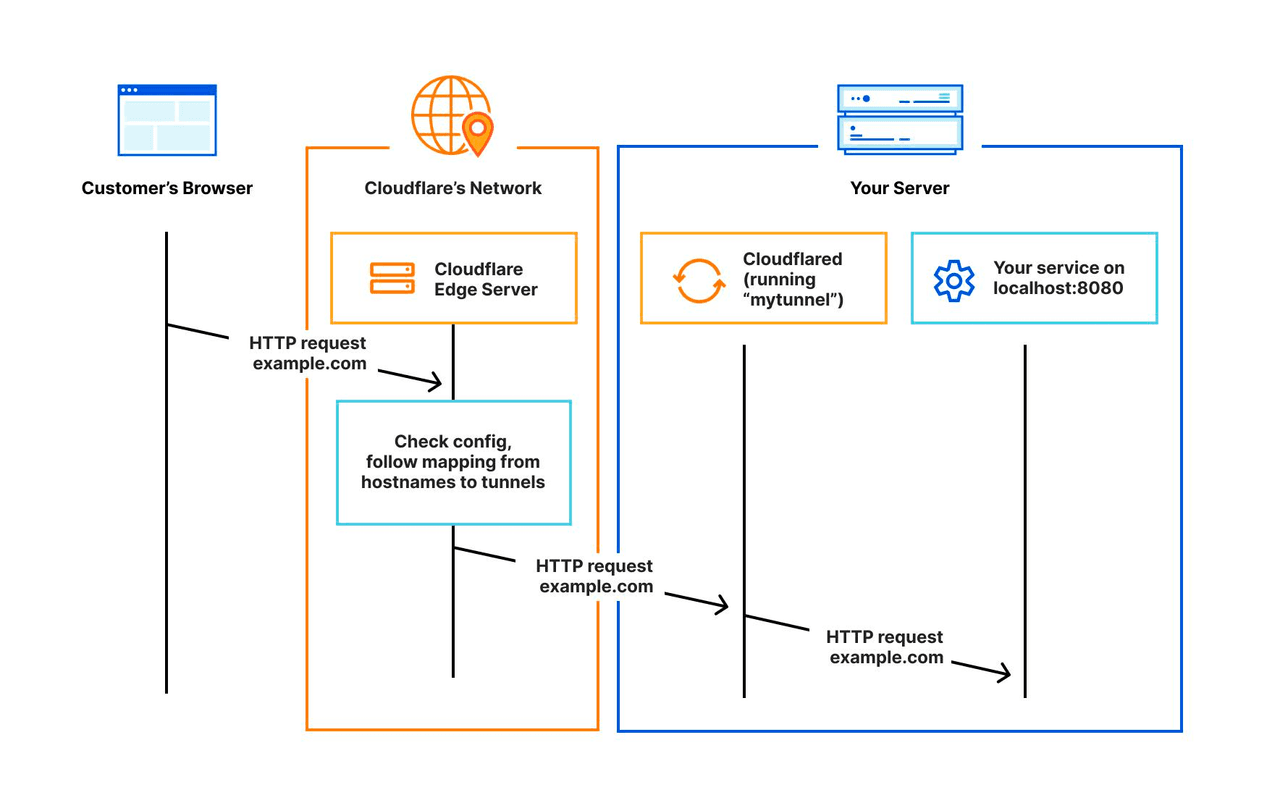 Customer’s Browser
Cloudflare’s Network
Your Server
Cloudflare
Edge Server
Cloudflared
(running
“mytunnel”)
Your service on
localhost:8080
HTTP request
example.com
Check config,
follow mapping from
hostnames to tunnels
HTTP request
example.com
HTTP request
example.com